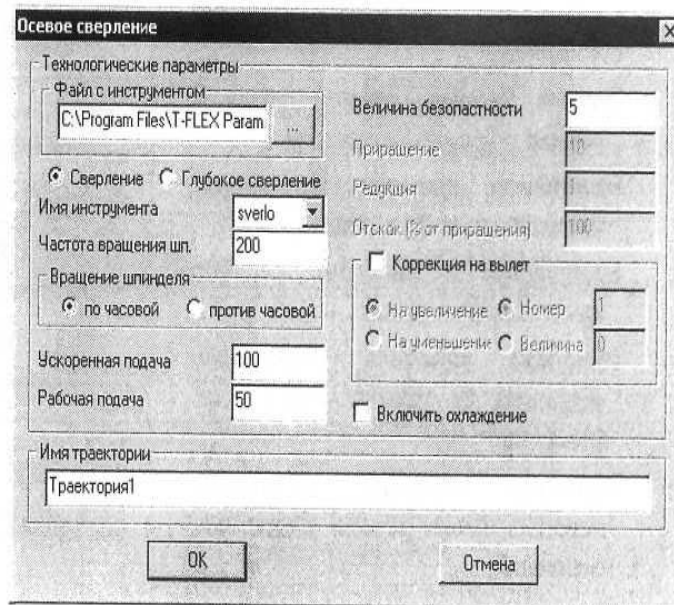 Осевое сверление
Технологические параметры
Файл с инструментом
C:\Program Files\T-FLEX Param
...
Сверление Глубокое сверление
Имя инструмента sverlo
Частота вращения шп. 200
Вращение шпинделя
по часовой против часовой
Ускоренная подача 100
Рабочая подача 50
Величина безопастности 5
Приращение 10
Редукция
Отскок (% от приращения) 100
Коррекция на вылет
На увеличение Номер 1
На уменьшение Величина 0
Включить охлаждение
Имя траектории
Траектория1
OK Отмена